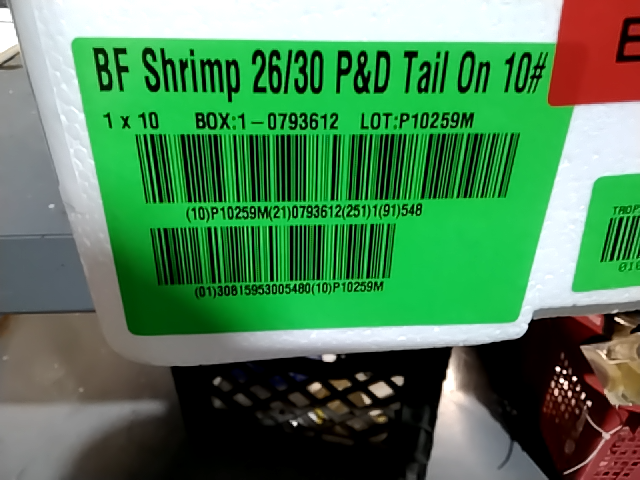 BF Shrimp 26/30 P&D Tail On 10#
1 x 10 BOX:1-0793612 LOT:P10259M
(10)P10259M(21)0793612(251)1(91)548
(01)30815953005480(10)P10259M